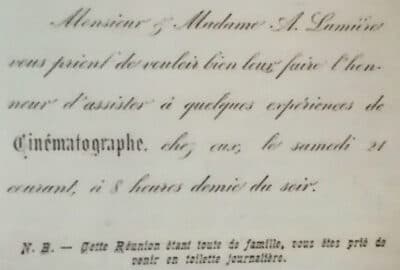 Monsieur & Madame A. Lumière
vous prient de vouloir bien leur faire l'hon-
neur d'assister à quelques expériences de
Cinématographe, chez eux, le samedi 21
courant, à 8 heures demie du soir.
N. B. — Cette Réunion étant toute de famille, vous êtes prié de
venir en toilette journalière.